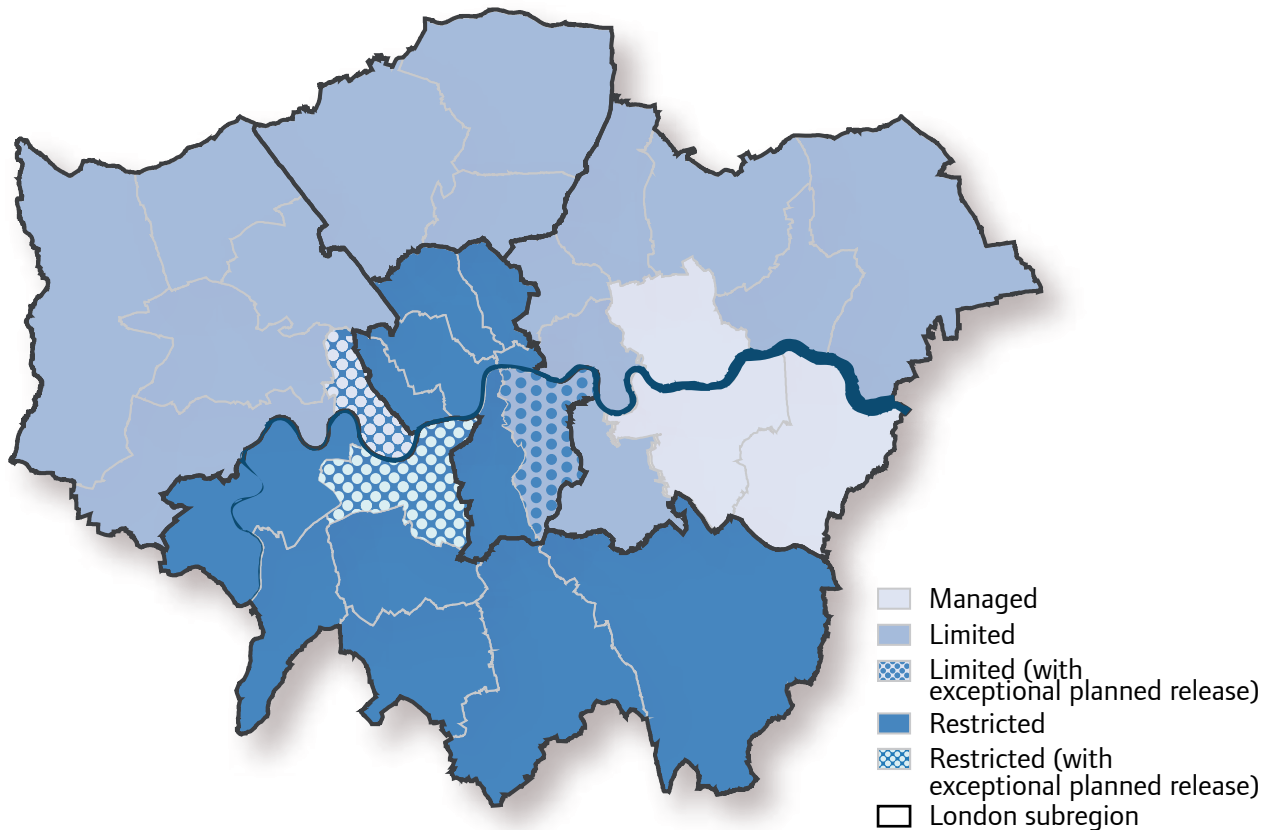 Managed
Limited
Limited (with
exceptional planned release)
Restricted
Restricted (with
exceptional planned release)
London subregion